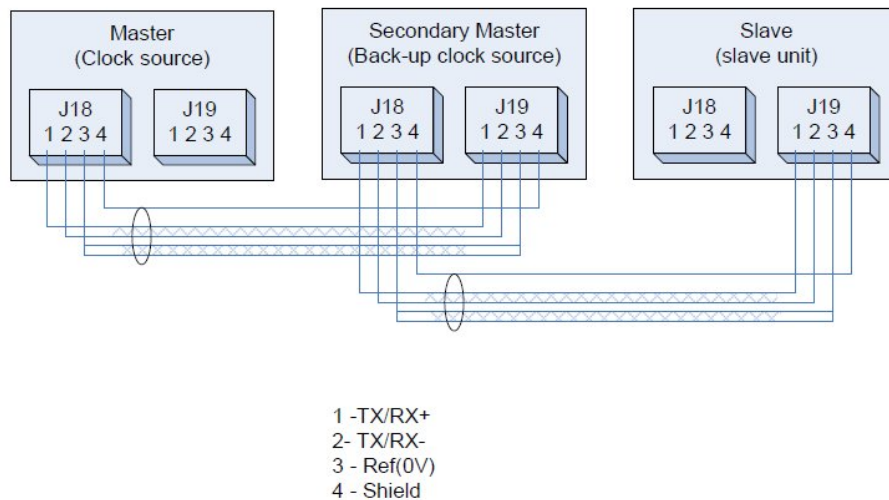 Master
(Clock source)
J18
1 2 3 4
J19
1 2 3 4
Secondary Master
(Back-up clock source)
J18
1 2 3 4
J19
1 2 3 4
Slave
(slave unit)
J18
1 2 3 4
J19
1 2 3 4
1 -TX/RX+
2- TX/RX-
3 - Ref(0V)
4 - Shield